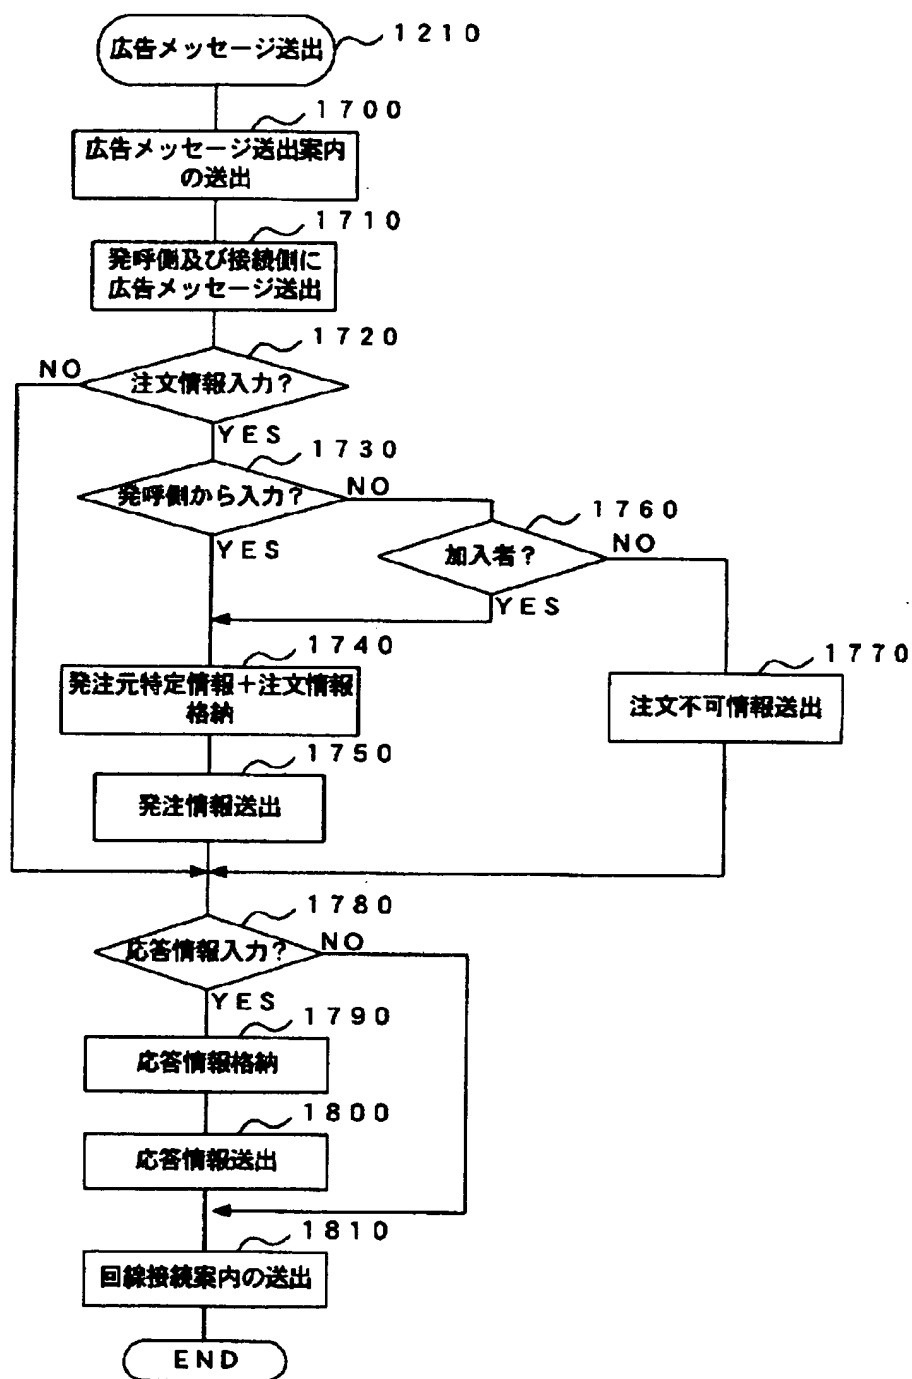 広告メッセージ送出
1210
1700
広告メッセージ送出案内
の送出
1710
発呼側及び接続側に
広告メッセージ送出
1720
NO
注文情報入力？
YES
1730
発呼側から入力？
NO
1760
YES
加入者？
NO
YES
1740
発注元特定情報＋注文情報
格納
1770
注文不可情報送出
1750
発注情報送出
1780
応答情報入力？
NO
YES
1790
応答情報格納
1800
応答情報送出
1810
回線接続案内の送出
END